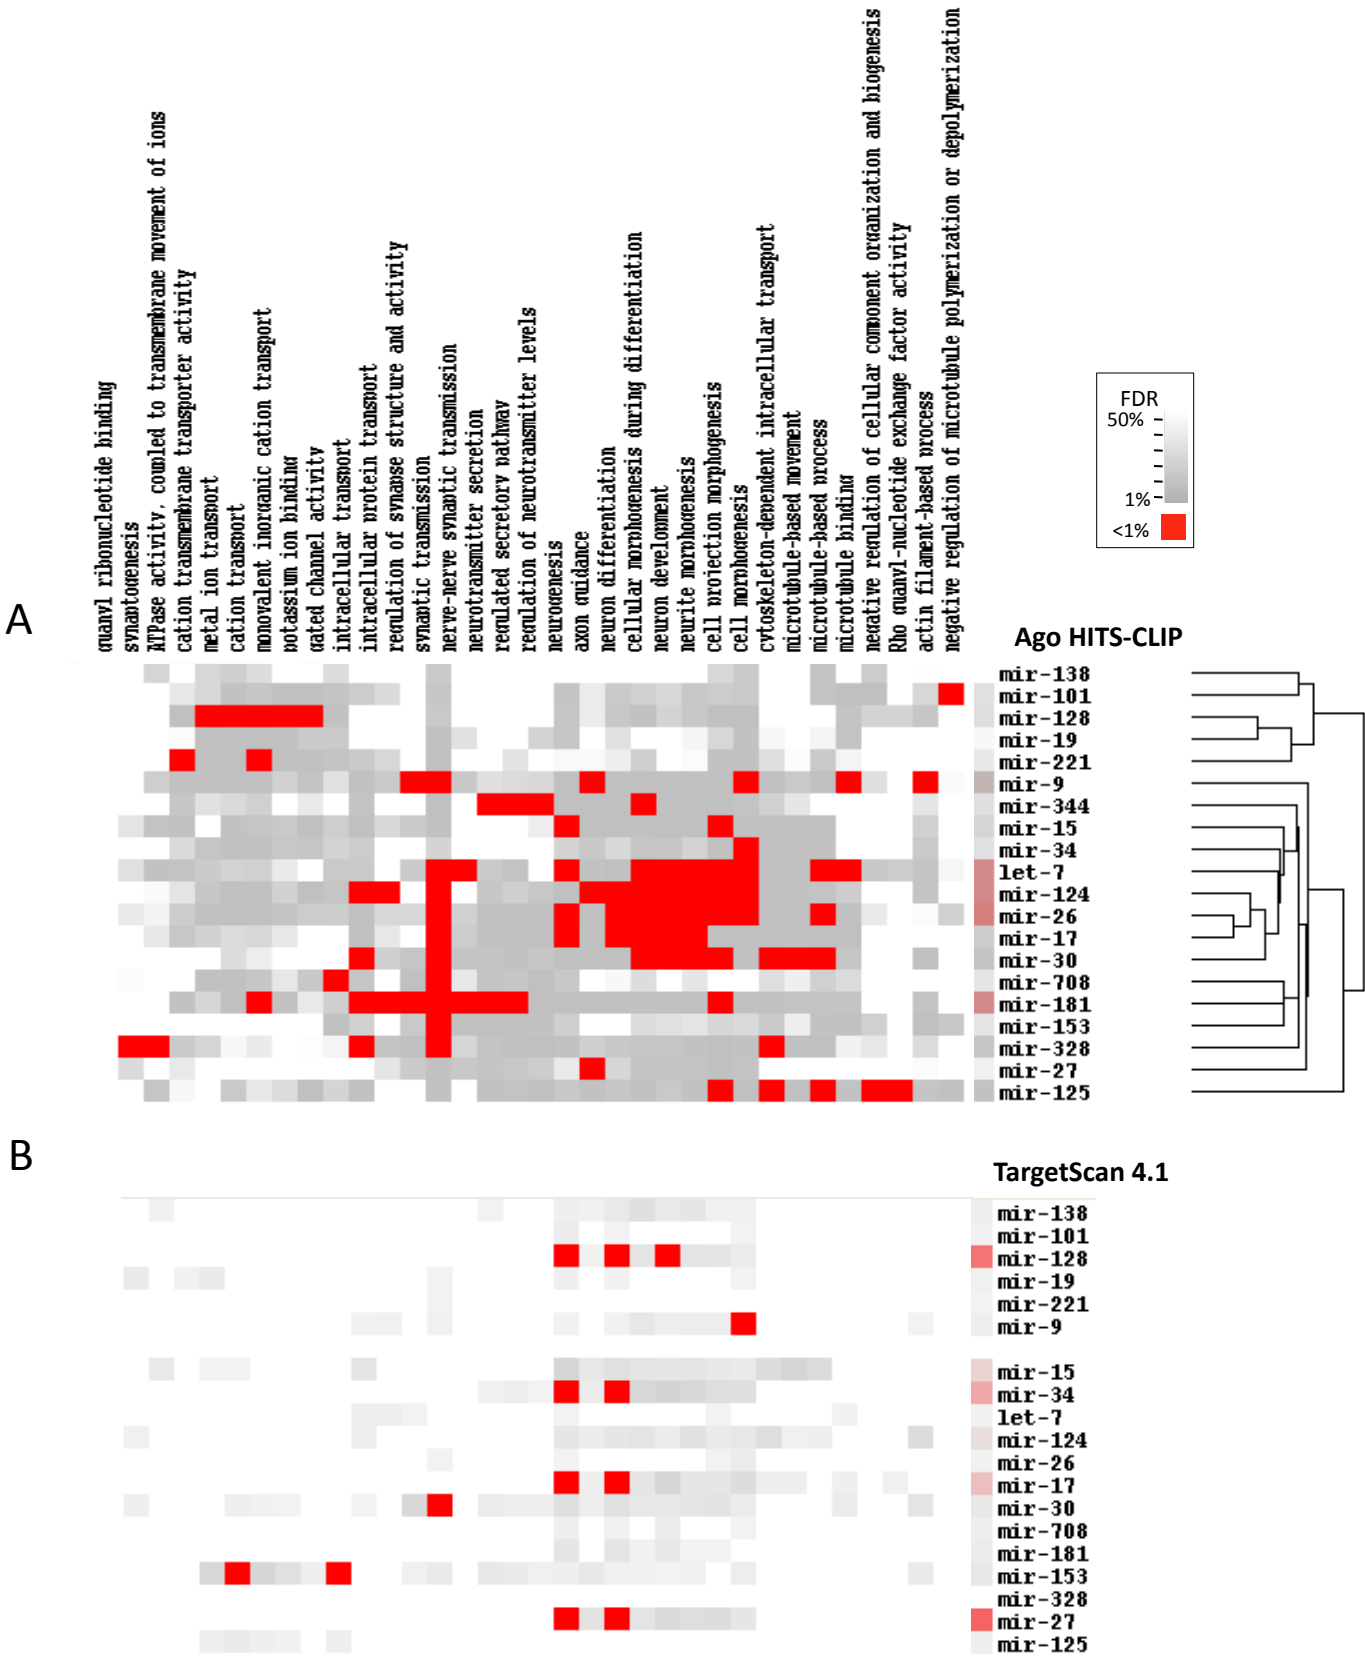 guanyl ribonucleotide binding
synaptogenesis
ATPase activity, coupled to transmembrane movement of ions
cation transmembrane transporter activity
metal ion transport
cation transport
monovalent inorganic cation transport
potassium ion binding
gated channel activity
intracellular transport
intracellular protein transport
regulation of synapse structure and activity
synaptic transmission
nerve-nerve synaptic transmission
neurotransmitter secretion
regulated secretory pathway
regulation of neurotransmitter levels
neurogenesis
axon guidance
neuron differentiation
cellular morphogenesis during differentiation
neuron development
neurite morphogenesis
cell projection morphogenesis
cell morphogenesis
cytoskeleton-dependent intracellular transport
microtubule-based movement
microtubule-based process
microtubule binding
negative regulation of cellular component organization and biogenesis
Rho guanyl-nucleotide exchange factor activity
actin filament-based process
negative regulation of microtubule polymerization or depolymerization
FDR
50%
1%
<1%
A
Ago HITS-CLIP
mir-138
mir-101
mir-128
mir-19
mir-221
mir-9
mir-344
mir-15
mir-34
let-7
mir-124
mir-26
mir-17
mir-30
mir-708
mir-181
mir-153
mir-328
mir-27
mir-125
B
TargetScan 4.1
mir-138
mir-101
mir-128
mir-19
mir-221
mir-9
mir-15
mir-34
let-7
mir-124
mir-26
mir-17
mir-30
mir-708
mir-181
mir-153
mir-328
mir-27
mir-125